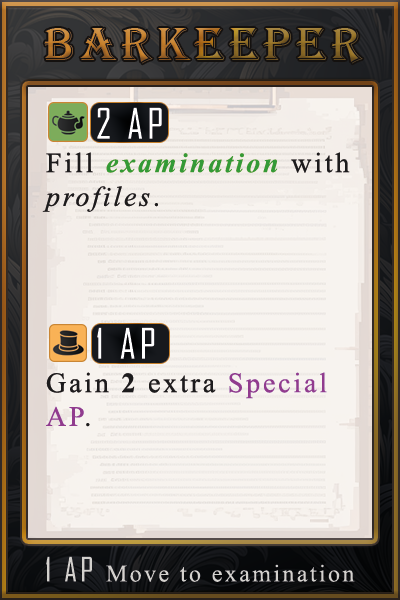 BARKEEPER
2 AP
Fill examination with
profiles.
1 AP
Gain 2 extra Special
AP.
1 AP Move to examination